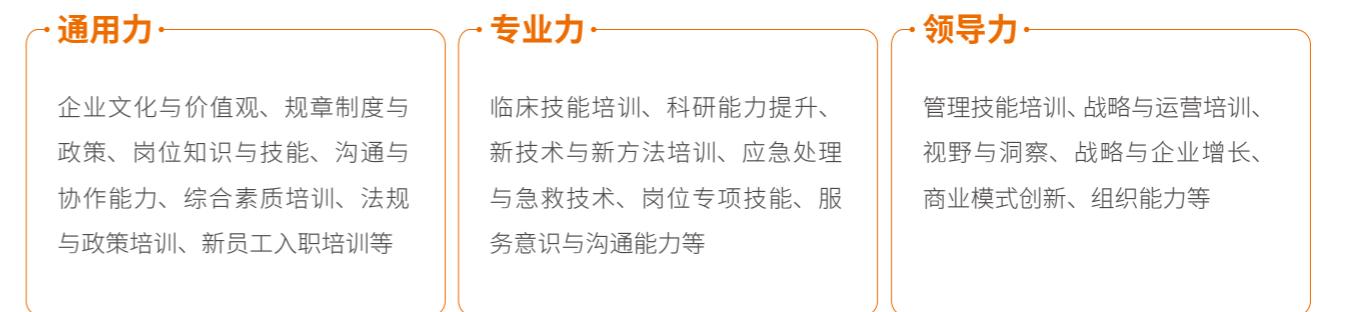 通用力
企业文化与价值观、规章制度与
政策、岗位知识与技能、沟通与
协作能力、综合素质培训、法规
与政策培训、新员工入职培训等
专业力
临床技能培训、科研能力提升、
新技术与新方法培训、应急处理
与急救技术、岗位专项技能、服
务意识与沟通能力等
领导力
管理技能培训、战略与运营培训、
视野与洞察、战略与企业增长、
商业模式创新、组织能力等